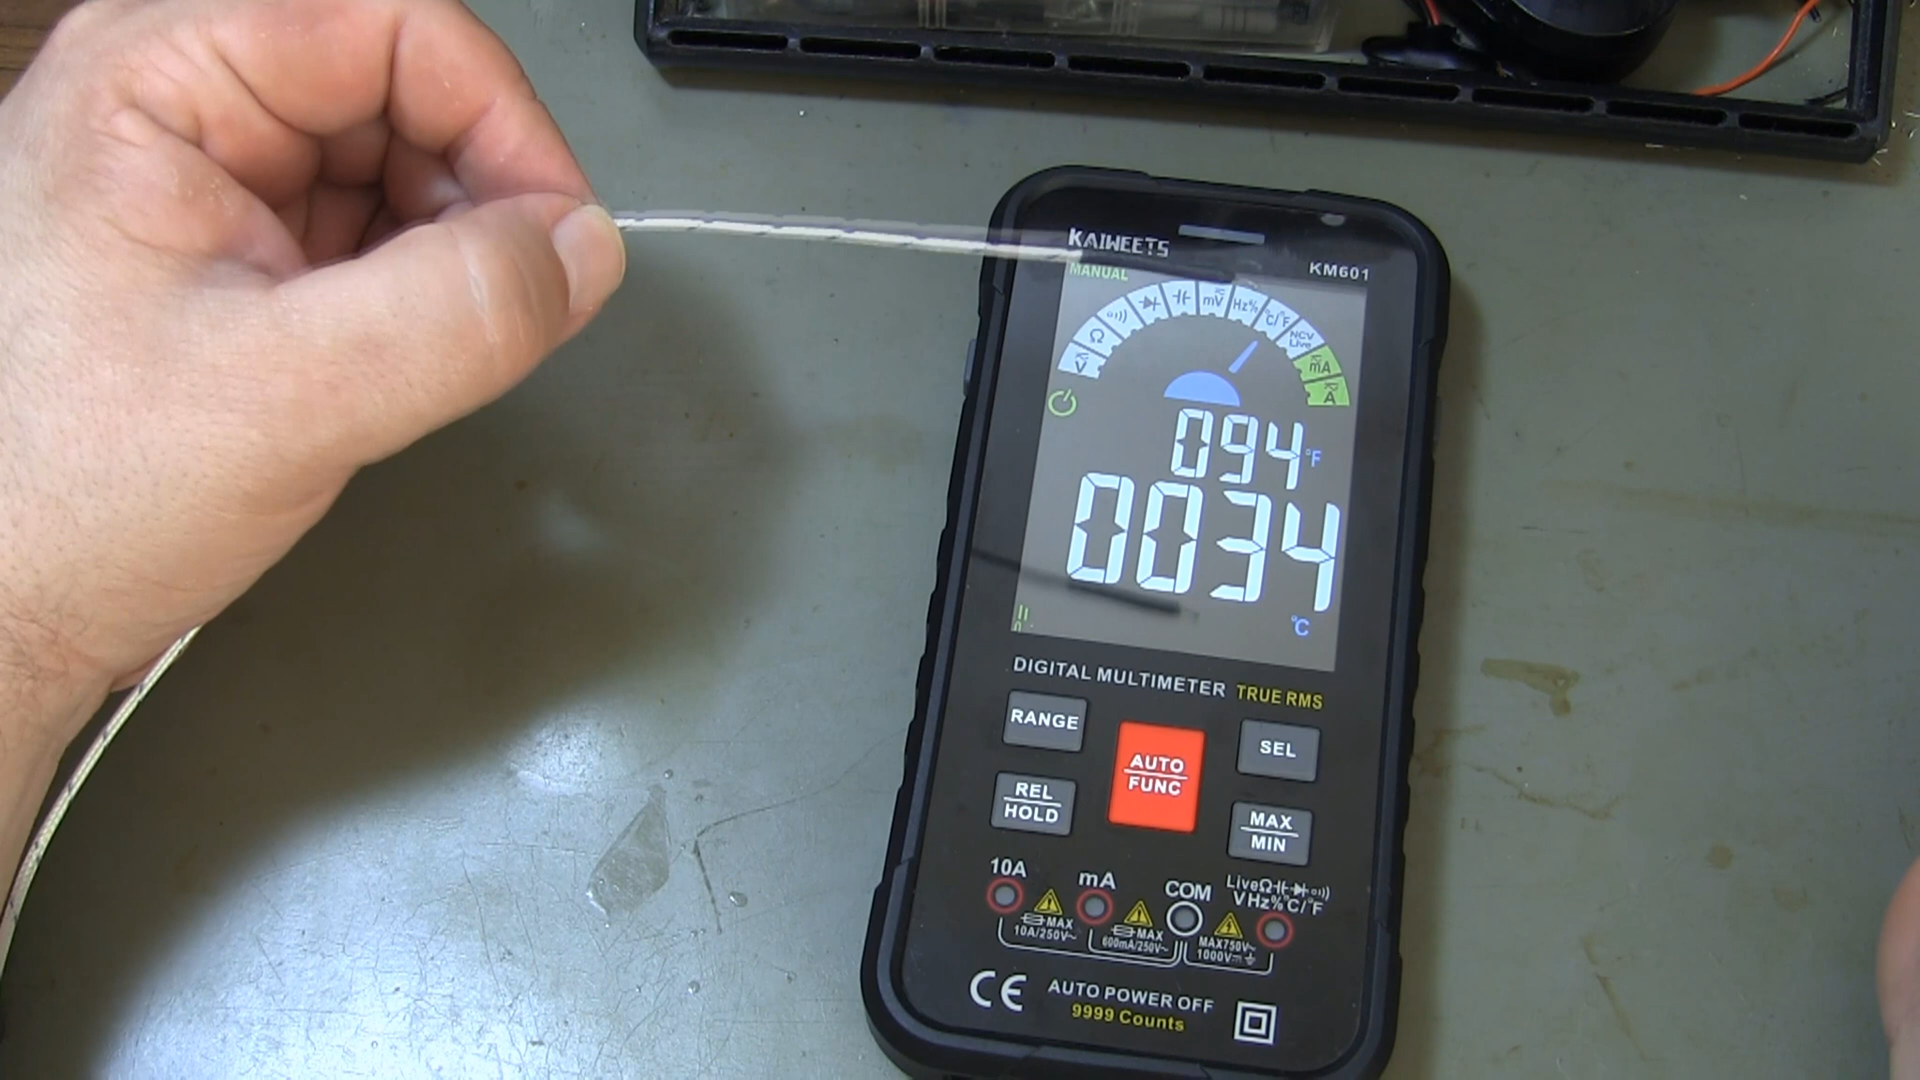 KAIWEETS
KM601
MANUAL
V Ω mV Hz% °C/°F NCV Live mA A
094 °F
0034
°C
DIGITAL MULTIMETER TRUE RMS
RANGE
AUTO
FUNC
SEL
REL
HOLD
MAX
MIN
10A
mA
COM
LiveΩ
VHz%°C/°F
MAX
10A/250V~
MAX
600mA/250V~
MAX750V~
1000V
CE
AUTO POWER OFF
9999 Counts